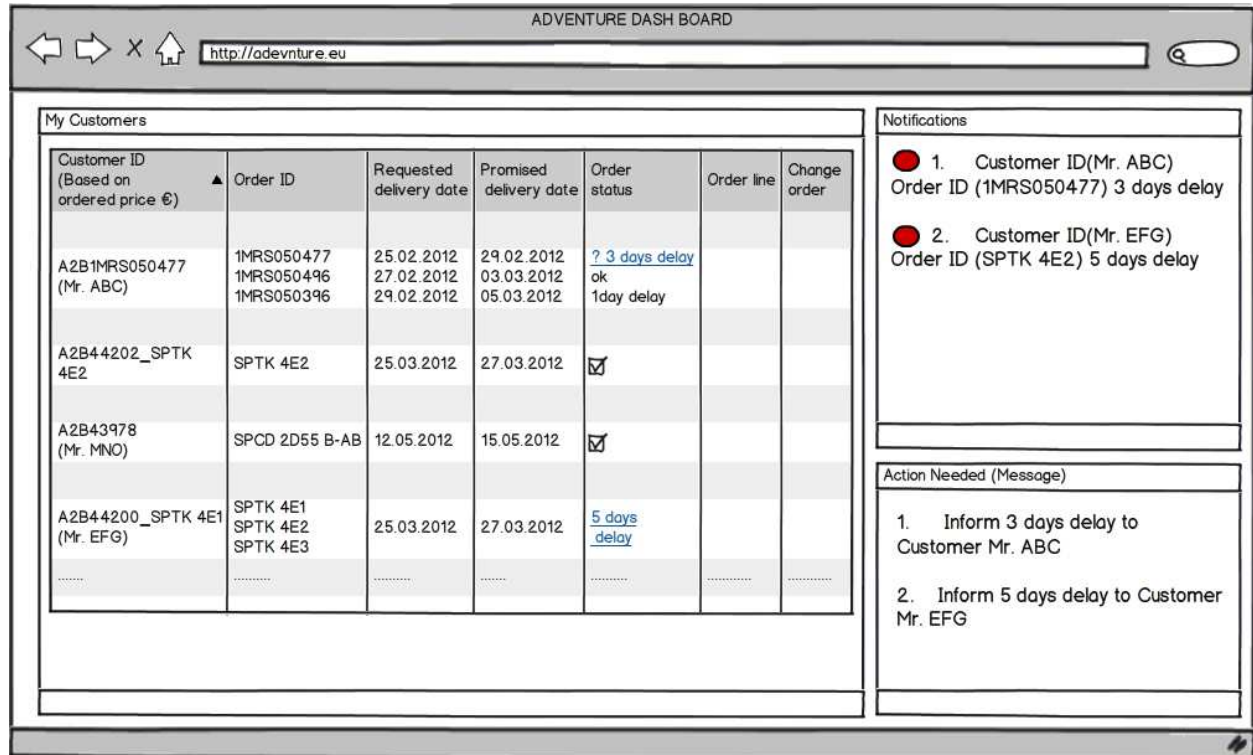 ADVENTURE DASH BOARD
http://adevnture.eu
My Customers
Customer ID
(Based on
ordered price €)
▲
Order ID
Requested
delivery date
Promised
delivery date
Order
status
Order line
Change
order
A2B1MRS050477
(Mr. ABC)
1MRS050477
1MRS050496
1MRS050396
25.02.2012
27.02.2012
29.02.2012
29.02.2012
03.03.2012
05.03.2012
? 3 days delay
ok
1day delay
A2B44202_SPTK
4E2
SPTK 4E2
25.03.2012
27.03.2012
A2B43978
(Mr. MNO)
SPCD 2D55 B-AB
12.05.2012
15.05.2012
A2B44200_SPTK 4E1
(Mr. EFG)
SPTK 4E1
SPTK 4E2
SPTK 4E3
25.03.2012
27.03.2012
5 days
delay
.......
..........
..........
.......
..........
............
............
Notifications
1. Customer ID(Mr. ABC)
Order ID (1MRS050477) 3 days delay
2. Customer ID(Mr. EFG)
Order ID (SPTK 4E2) 5 days delay
Action Needed (Message)
1. Inform 3 days delay to
Customer Mr. ABC
2. Inform 5 days delay to Customer
Mr. EFG